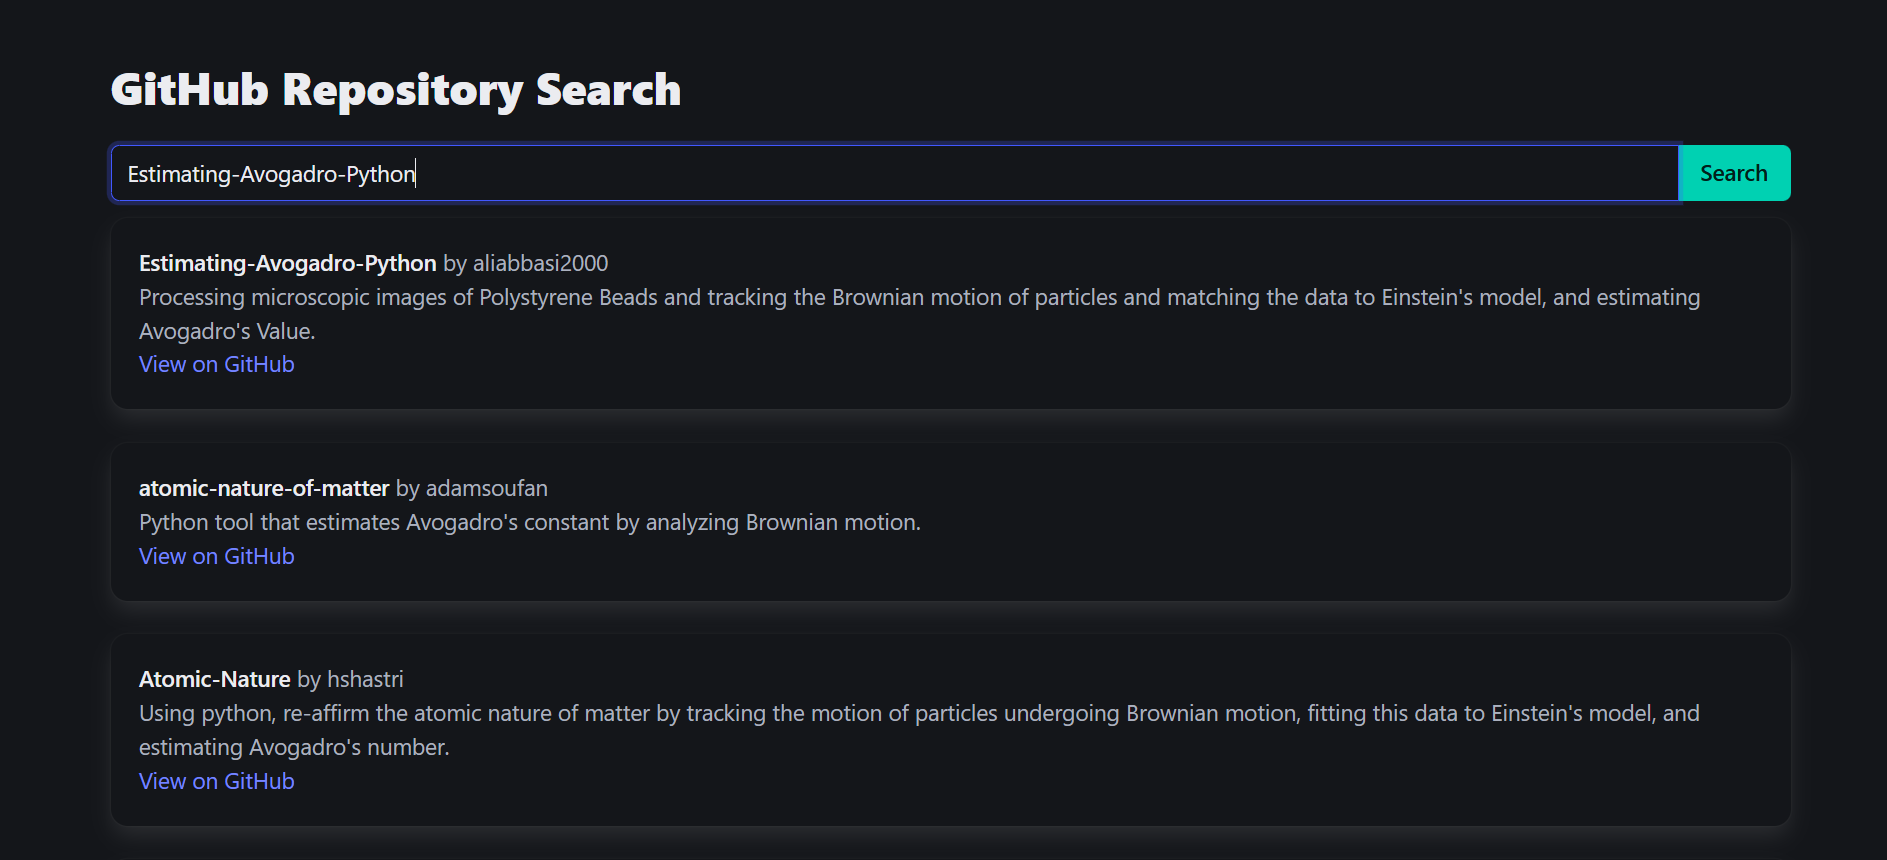 GitHub Repository Search
Estimating-Avogadro-Python
Search
Estimating-Avogadro-Python by aliabbasi2000
Processing microscopic images of Polystyrene Beads and tracking the Brownian motion of particles and matching the data to Einstein's model, and estimating
Avogadro's Value.
View on GitHub
atomic-nature-of-matter by adamsoufan
Python tool that estimates Avogadro's constant by analyzing Brownian motion.
View on GitHub
Atomic-Nature by hshastri
Using python, re-affirm the atomic nature of matter by tracking the motion of particles undergoing Brownian motion, fitting this data to Einstein's model, and
estimating Avogadro's number.
View on GitHub